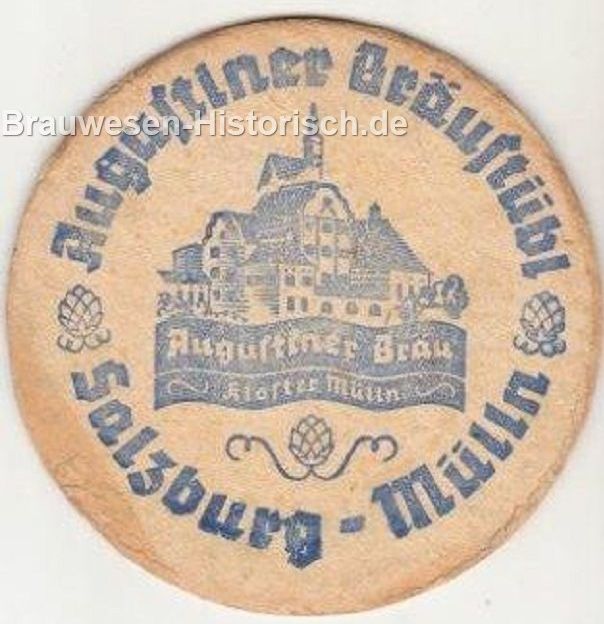 Augustiner Bräustübl
Brauwesen-Historisch.de
Augustiner Bräu
Kloster Mülln
Salzburg - Mülln